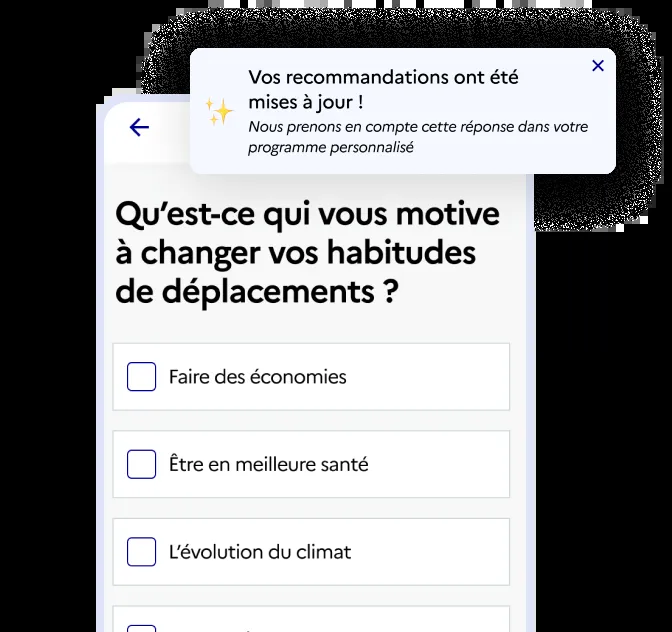 Vos recommandations ont été
mises à jour !
Nous prenons en compte cette réponse dans votre
programme personnalisé
Qu’est-ce qui vous motive
à changer vos habitudes
de déplacements ?
Faire des économies
Être en meilleure santé
L’évolution du climat